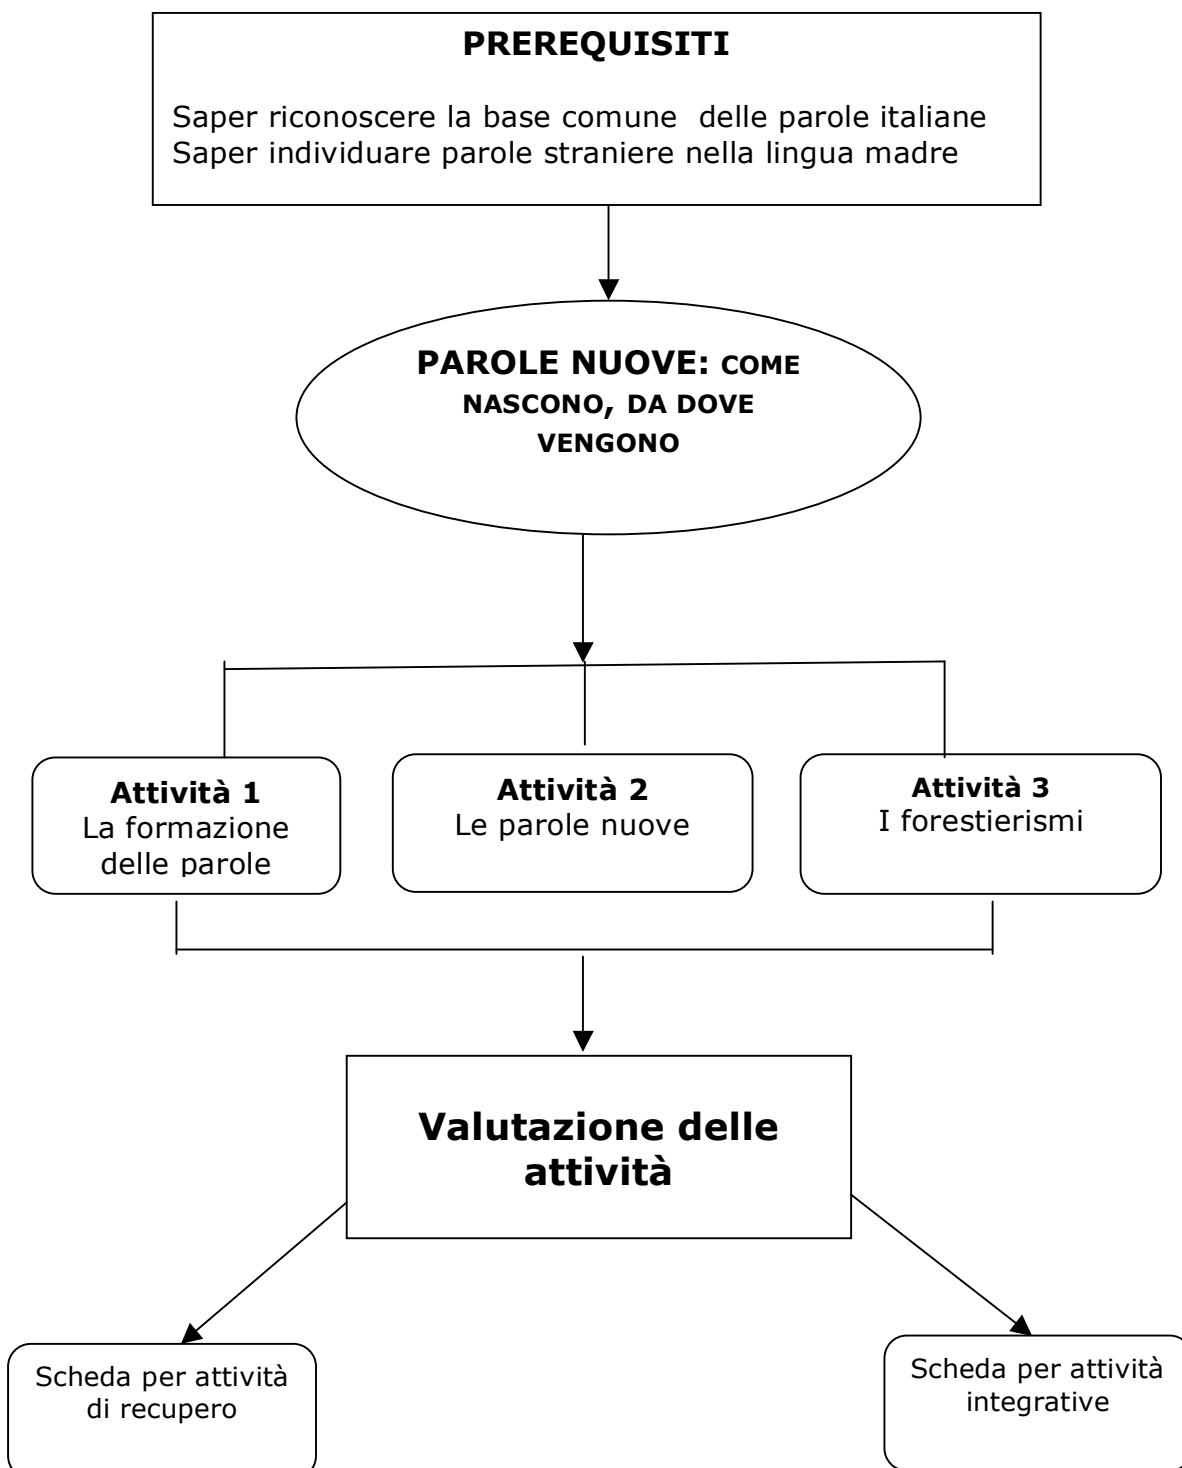 PREREQUISITI
Saper riconoscere la base comune  delle parole italiane
Saper individuare parole straniere nella lingua madre
PAROLE NUOVE: COME
NASCONO, DA DOVE
VENGONO
Attività 1
La formazione
delle parole
Attività 2
Le parole nuove
Attività 3
I forestierismi
Valutazione delle
attività
Scheda per attività
di recupero
Scheda per attività
integrative